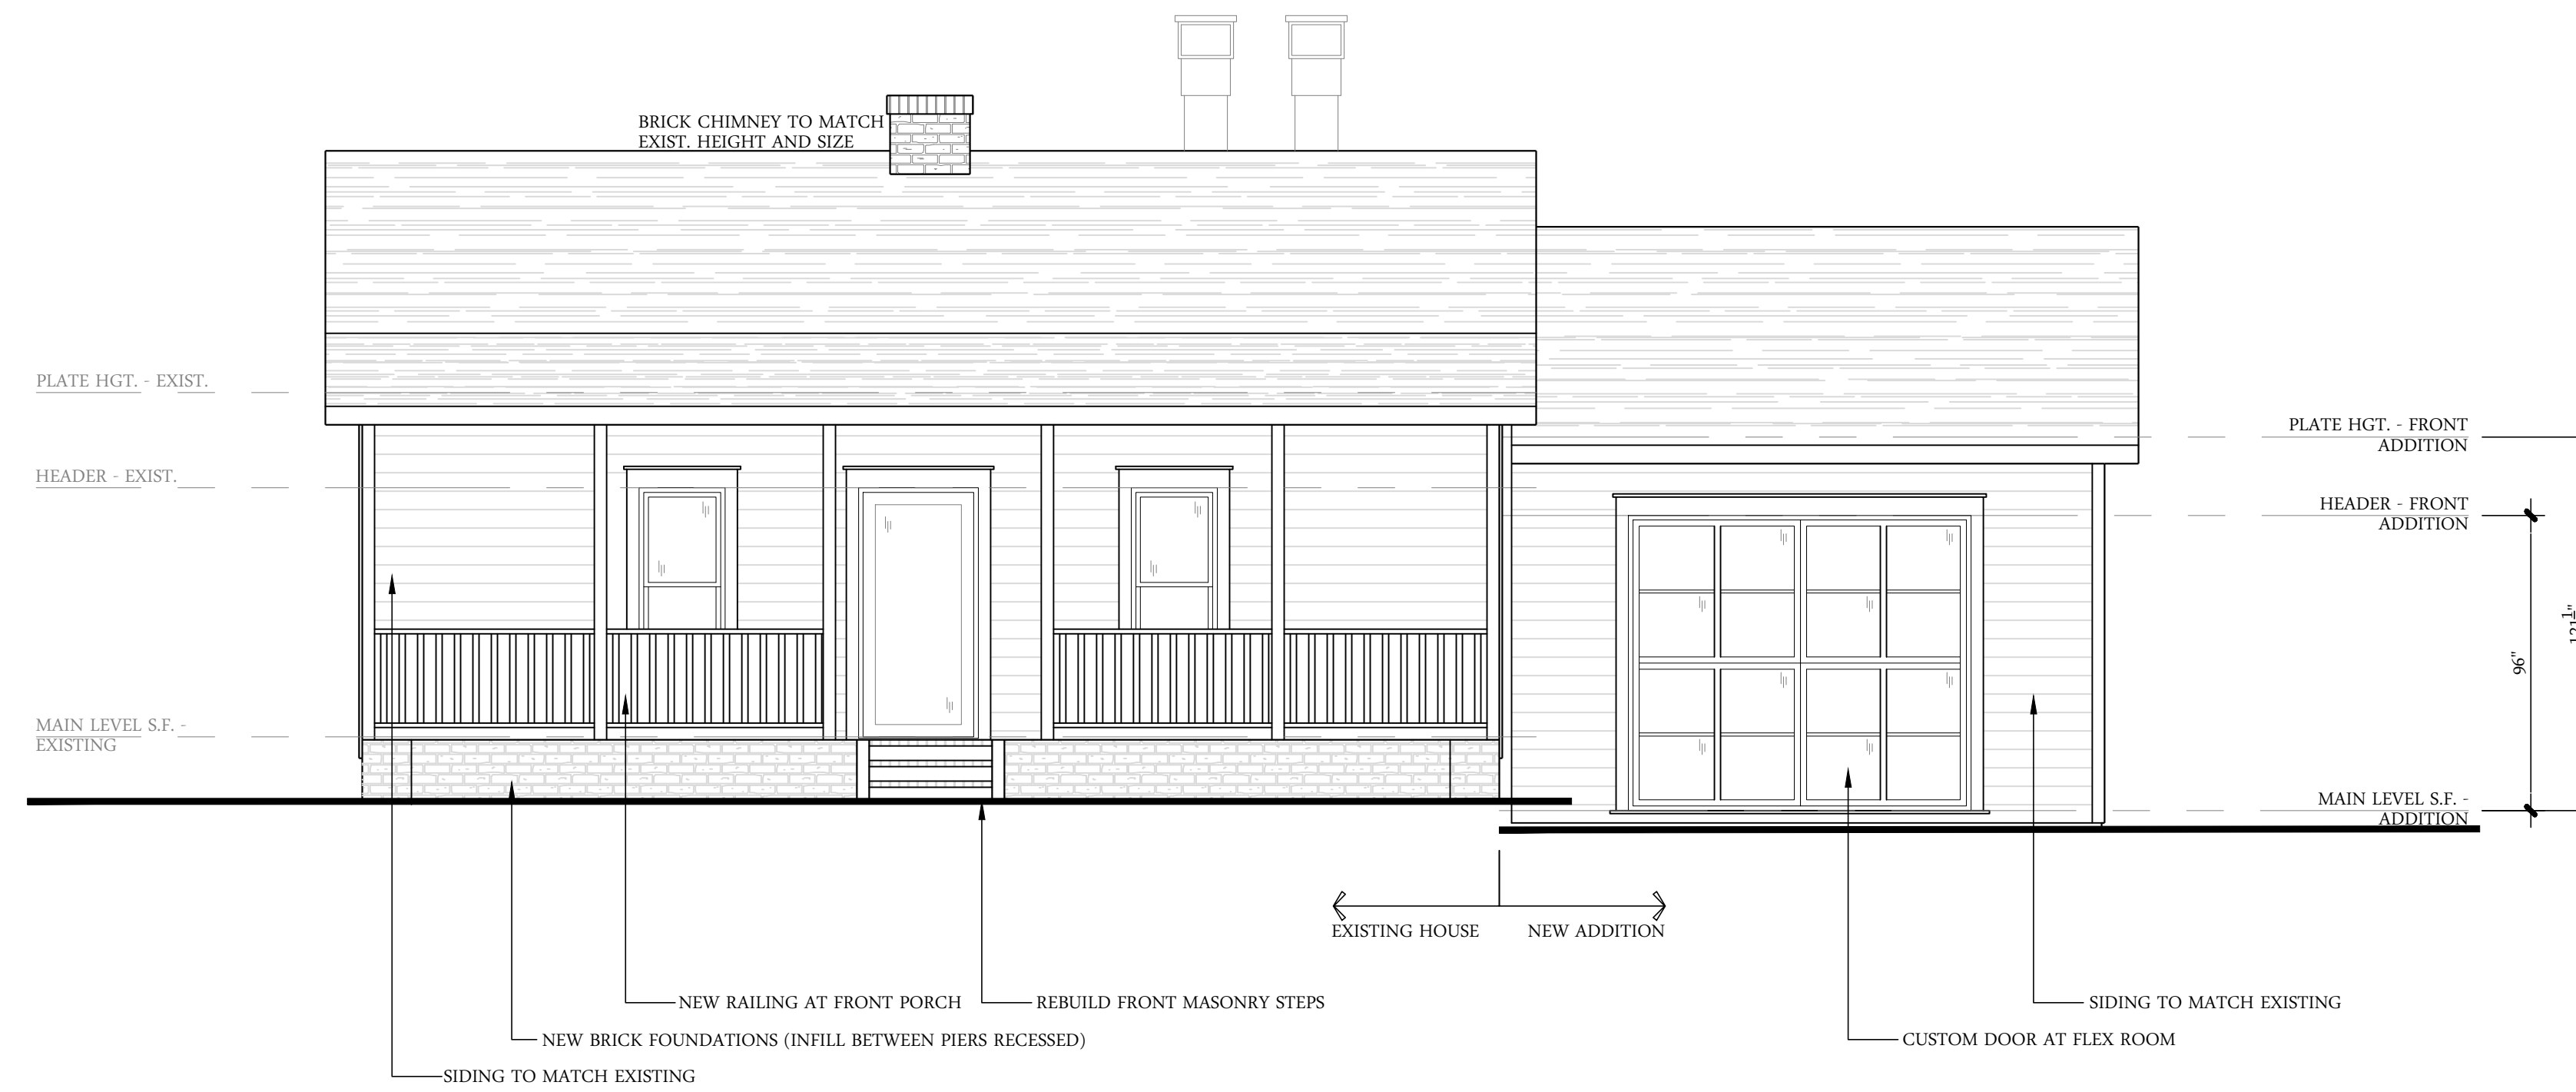 BRICK CHIMNEY TO MATCH
EXIST. HEIGHT AND SIZE
PLATE HGT. - EXIST.
HEADER - EXIST.
MAIN LEVEL S.F. -
EXISTING
PLATE HGT. - FRONT
ADDITION
HEADER - FRONT
ADDITION
96"
MAIN LEVEL S.F. -
ADDITION
EXISTING HOUSE
NEW ADDITION
NEW RAILING AT FRONT PORCH
REBUILD FRONT MASONRY STEPS
SIDING TO MATCH EXISTING
NEW BRICK FOUNDATIONS (INFILL BETWEEN PIERS RECESSED)
CUSTOM DOOR AT FLEX ROOM
SIDING TO MATCH EXISTING